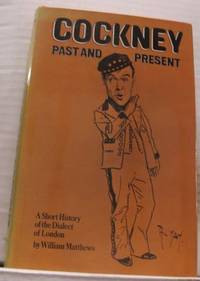 COCKNEY
PAST AND PRESENT
A Short History
of the Dialect
of London
by William Matthews